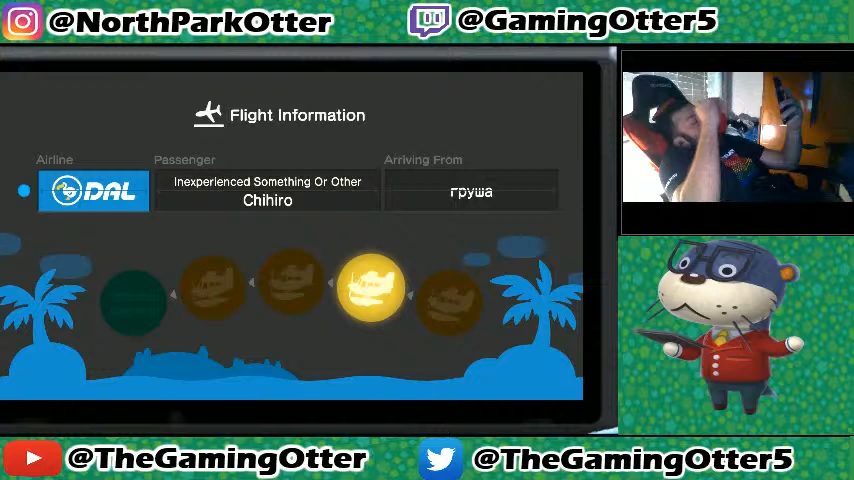 @NorthParkOtter
@GamingOtter5
Flight Information
Airline
Passenger
Arriving From
DAL
Inexperienced Something Or Other
Chihiro
груша
@TheGamingOtter
@TheGamingOtter5